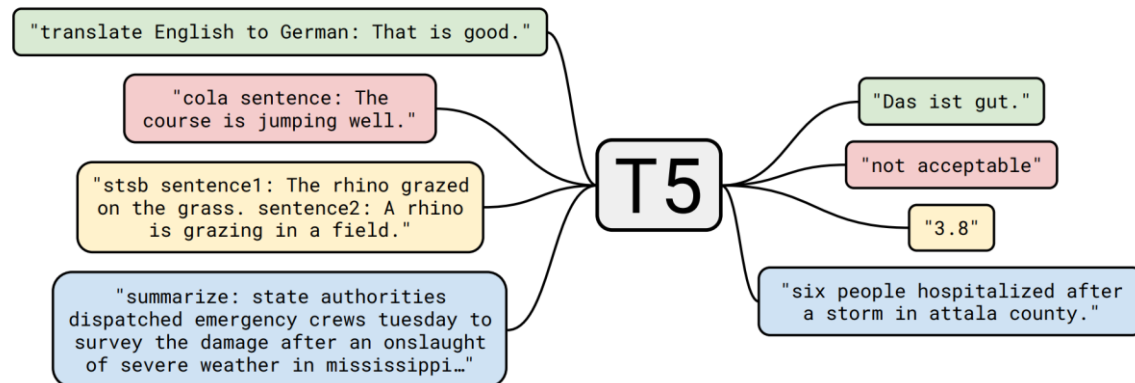 "translate English to German: That is good."
"cola sentence: The
course is jumping well."
"stsb sentence1: The rhino grazed
on the grass. sentence2: A rhino
is grazing in a field."
"summarize: state authorities
dispatched emergency crews tuesday to
survey the damage after an onslaught
of severe weather in mississippi…"
T5
"Das ist gut."
"not acceptable"
"3.8"
"six people hospitalized after
a storm in attala county."